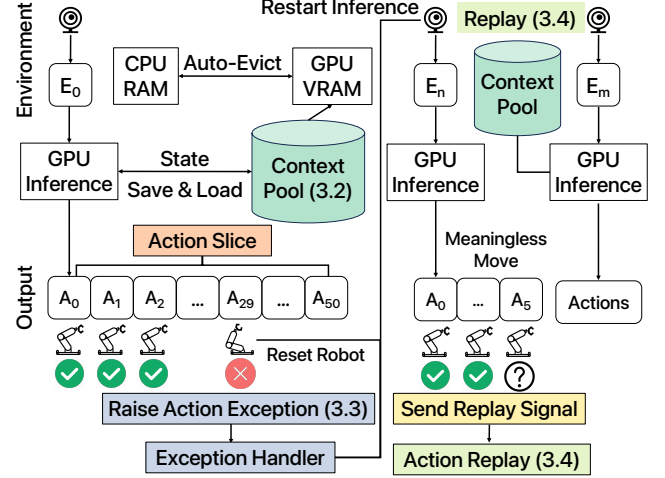 Environment
Restart Inference
Replay (3.4)
E0
CPU
RAM
Auto-Evict
GPU
VRAM
En
Context
Pool
Em
GPU
Inference
State
Save & Load
Context
Pool (3.2)
GPU
Inference
GPU
Inference
Action Slice
Meaningless
Move
Output
A0
A1
A2
...
A29
...
A50
A0
...
A5
Actions
Reset Robot
?
Raise Action Exception (3.3)
Send Replay Signal
Exception Handler
Action Replay (3.4)